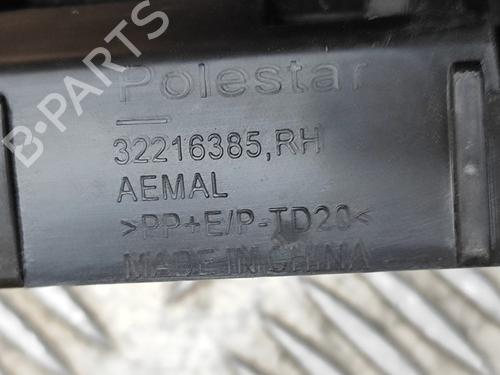 Polestar
32216385,RH
AEMAL
>PP+E/P-TD20<
MADE IN CHINA
B-PARTS